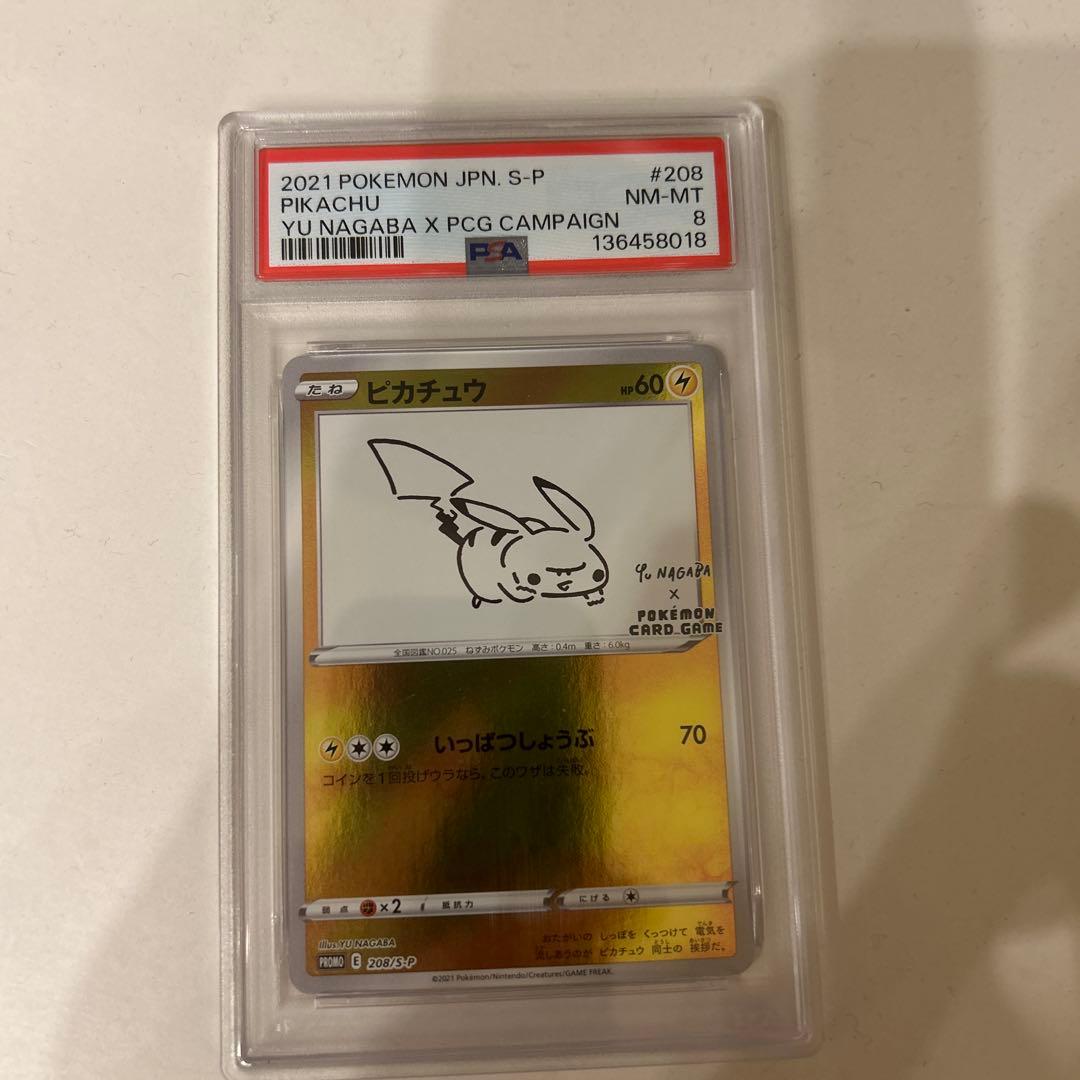 2021 POKEMON JPN. S-P #208
PIKACHU NM-MT
YU NAGABA X PCG CAMPAIGN 8
PSA 136458018
たね ピカチュウ HP60
YU NAGABA
X
POKÉMON
CARD GAME
全国図鑑NO.025 ねずみポケモン 高さ:0.4m 重さ:6.0kg
いっぱつしょうぶ 70
コインを1回投げウラなら、このワザは失敗。
弱点 ×2 抵抗力 にげる
Illus.YU NAGABA
PROMO E 208/S-P
おたがいの しっぽを くっつけて 電気を
流しあうのが ピカチュウ 同士の 挨拶だ。
©2021 Pokémon/Nintendo/Creatures/GAME FREAK.